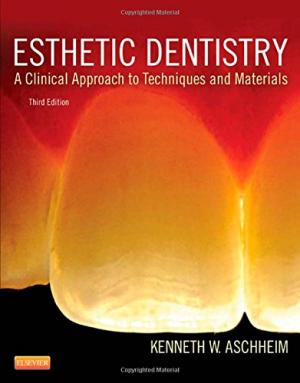 ESTHETIC DENTISTRY
A Clinical Approach to Techniques and Materials
Third Edition
KENNETH W. ASCHHEIM
ELSEVIER